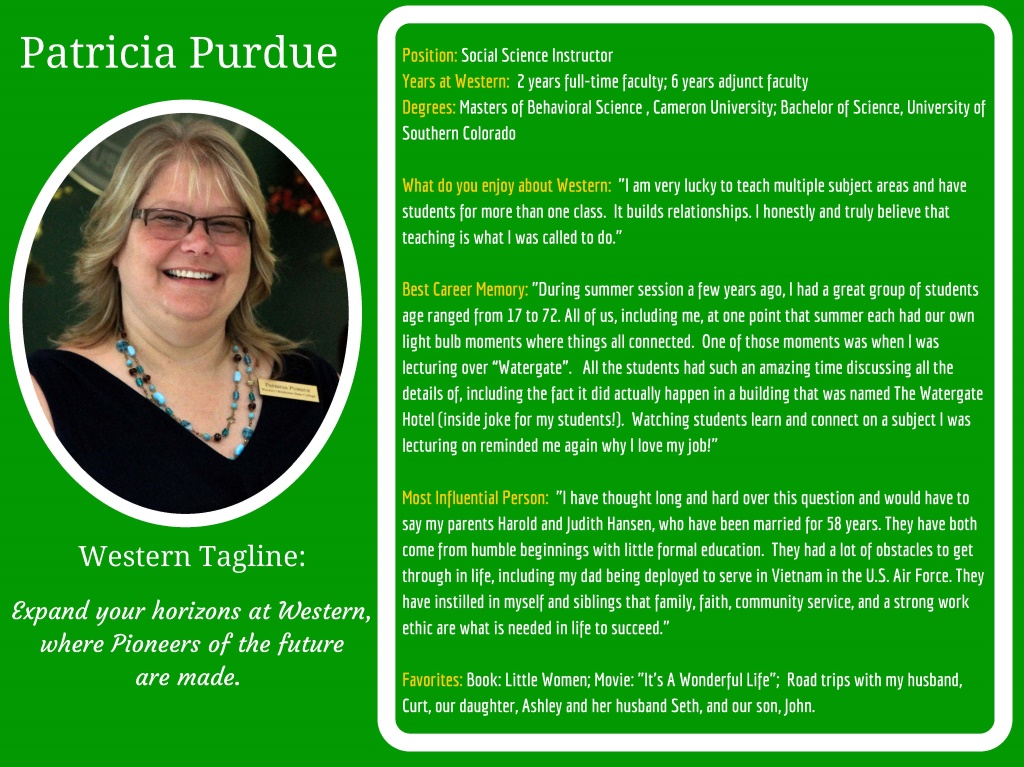 Patricia Purdue
Western Tagline:
Expand your horizons at Western,
where Pioneers of the future
are made.
Position: Social Science Instructor
Years at Western:  2 years full-time faculty; 6 years adjunct faculty
Degrees: Masters of Behavioral Science , Cameron University; Bachelor of Science, University of
Southern Colorado
What do you enjoy about Western:  "I am very lucky to teach multiple subject areas and have
students for more than one class.  It builds relationships. I honestly and truly believe that
teaching is what I was called to do."
Best Career Memory: "During summer session a few years ago, I had a great group of students
age ranged from 17 to 72. All of us, including me, at one point that summer each had our own
light bulb moments where things all connected.  One of those moments was when I was
lecturing over “Watergate”.   All the students had such an amazing time discussing all the
details of, including the fact it did actually happen in a building that was named The Watergate
Hotel (inside joke for my students!).  Watching students learn and connect on a subject I was
lecturing on reminded me again why I love my job!"
Most Influential Person:  "I have thought long and hard over this question and would have to
say my parents Harold and Judith Hansen, who have been married for 58 years. They have both
come from humble beginnings with little formal education.  They had a lot of obstacles to get
through in life, including my dad being deployed to serve in Vietnam in the U.S. Air Force. They
have instilled in myself and siblings that family, faith, community service, and a strong work
ethic are what is needed in life to succeed."
Favorites: Book: Little Women; Movie: "It's A Wonderful Life";  Road trips with my husband,
Curt, our daughter, Ashley and her husband Seth, and our son, John.